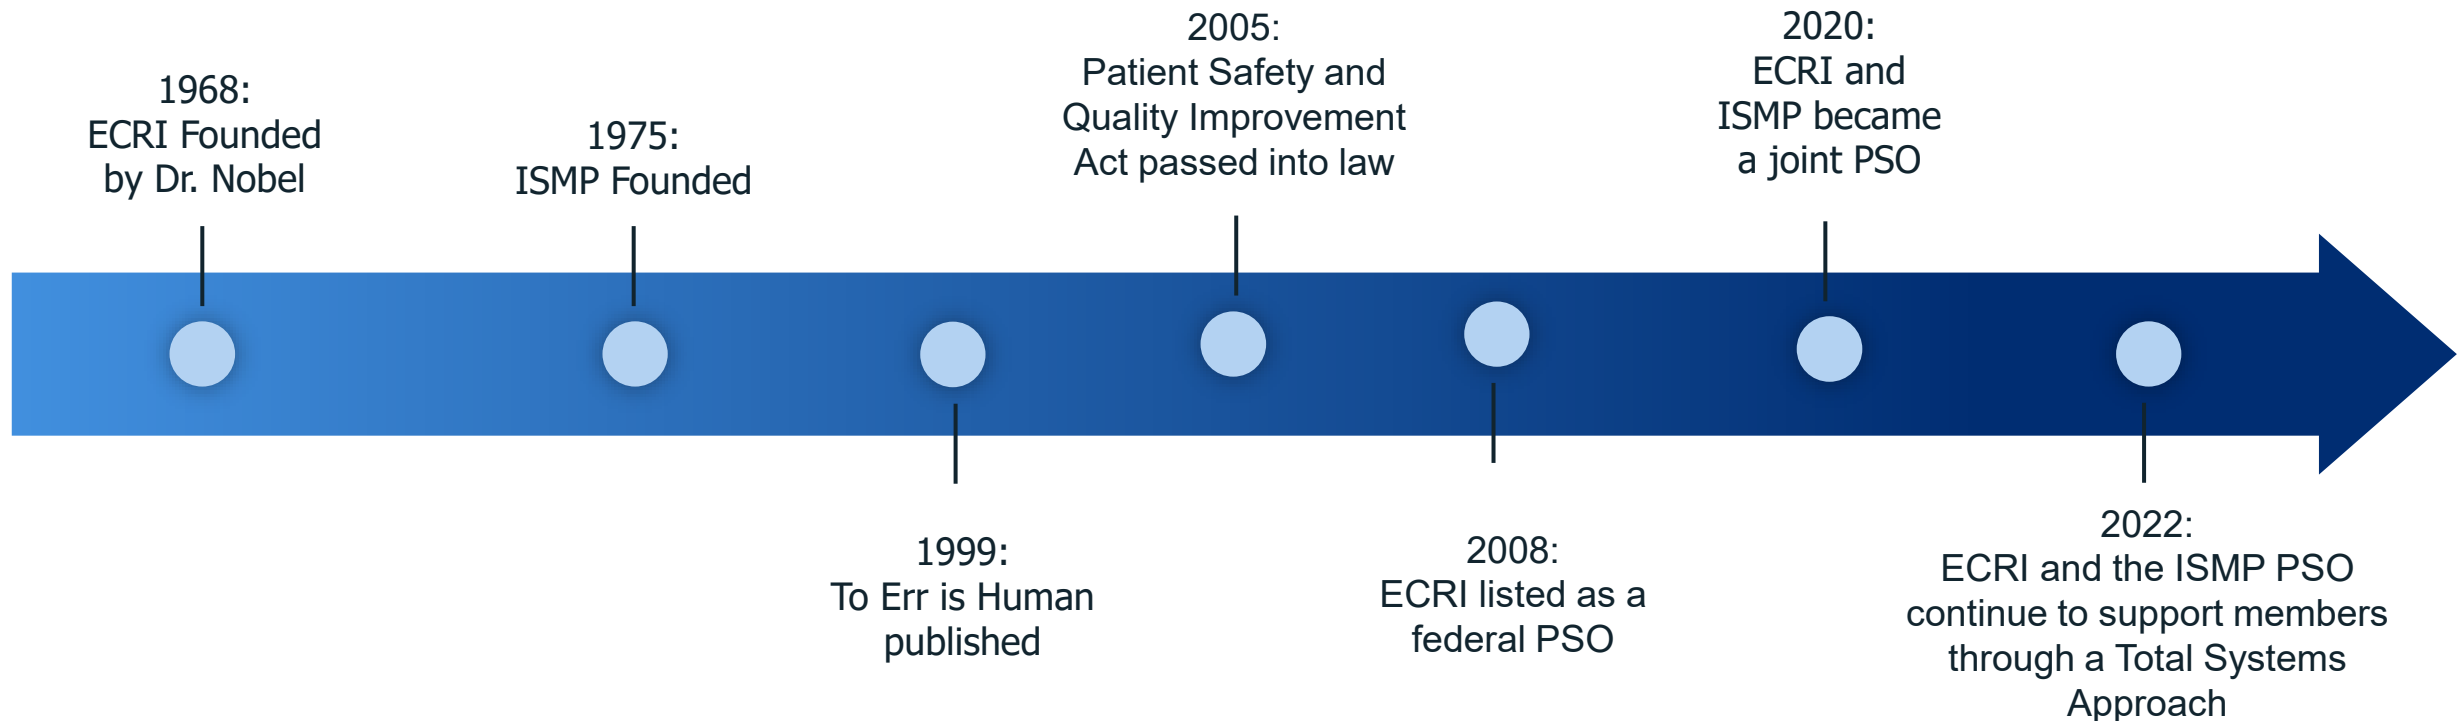 1968:
ECRI Founded
by Dr. Nobel
1975:
ISMP Founded
1999:
To Err is Human
published
2005:
Patient Safety and
Quality Improvement
Act passed into law
2008:
ECRI listed as a
federal PSO
2020:
ECRI and
ISMP became
a joint PSO
2022:
ECRI and the ISMP PSO
continue to support members
through a Total Systems
Approach